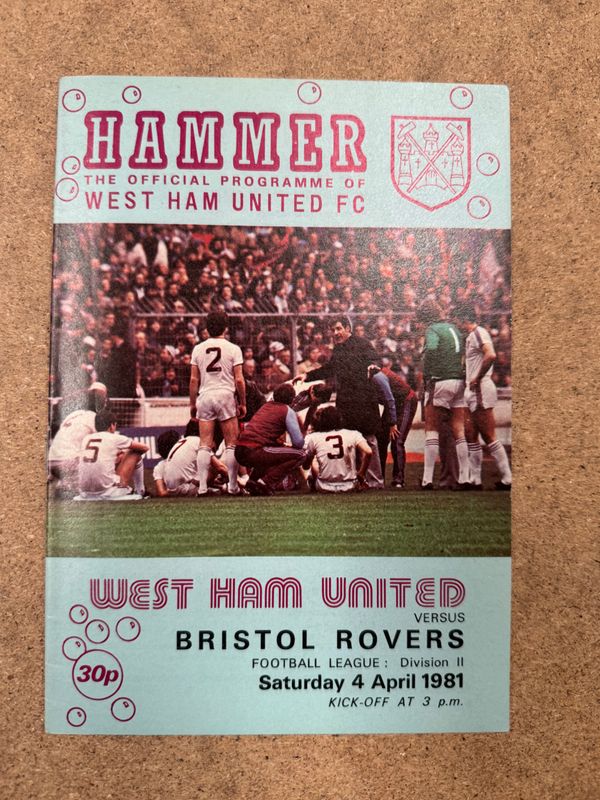 HAMMER
THE OFFICIAL PROGRAMME OF
WEST HAM UNITED FC
2
1
5
3
WEST HAM UNITED
VERSUS
BRISTOL ROVERS
FOOTBALL LEAGUE : Division II
Saturday 4 April 1981
KICK-OFF AT 3 p.m.
30p